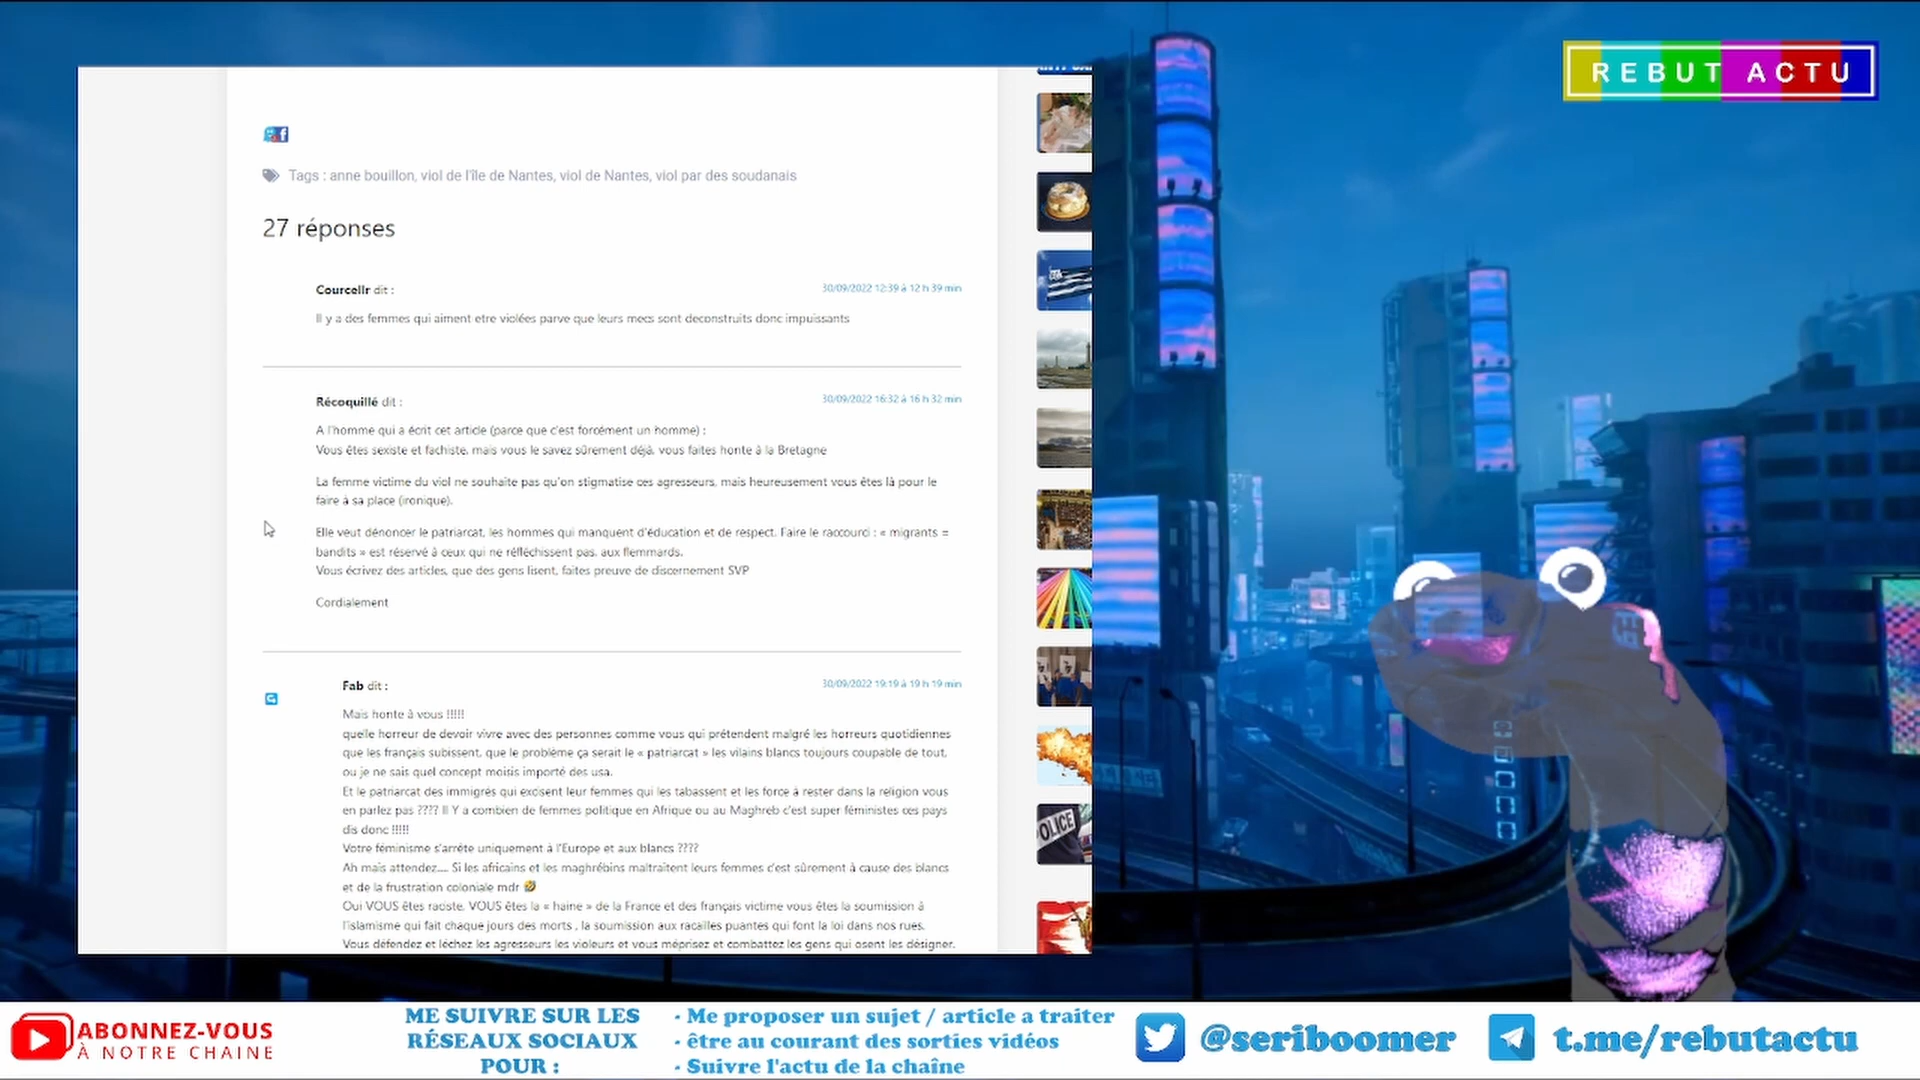 REBUT ACTU
Tags : anne bouillon, viol de l'île de Nantes, viol de Nantes, viol par des soudanais
27 réponses
Courcellr dit :
30/09/2022 12:39 à 12 h 39 min
Il y a des femmes qui aiment etre violées parve que leurs mecs sont deconstruits donc impuissants
Récoquillé dit :
30/09/2022 16:32 à 16 h 32 min
A l'homme qui a écrit cet article (parce que c'est forcément un homme) :
Vous êtes sexiste et fachiste, mais vous le savez sûrement déjà, vous faites honte à la Bretagne
La femme victime du viol ne souhaite pas qu'on stigmatise ces agresseurs, mais heureusement vous êtes là pour le
faire à sa place (ironique).
Elle veut dénoncer le patriarcat, les hommes qui manquent d'éducation et de respect. Faire le raccourci : « migrants =
bandits » est réservé à ceux qui ne réfléchissent pas, aux flemmards.
Vous écrivez des articles, que des gens lisent, faites preuve de discernement SVP
Cordialement
Fab dit :
30/09/2022 19:19 à 19 h 19 min
Mais honte à vous !!!!!
quelle horreur de devoir vivre avec des personnes comme vous qui prétendent malgré les horreurs quotidiennes
que les français subissent, que le problème ça serait le « patriarcat » les vilains blancs toujours coupable de tout,
ou je ne sais quel concept moisis importé des usa.
Et le patriarcat des immigrés qui excisent leur femmes qui les tabassent et les force à rester dans la religion vous
en parlez pas ???? Il Y a combien de femmes politique en Afrique ou au Maghreb c'est super féministes ces pays
dis donc !!!!!
Votre féminisme s'arrête uniquement à l'Europe et aux blancs ????
Ah mais attendez.... Si les africains et les maghrébins maltraitent leurs femmes c'est sûrement à cause des blancs
et de la frustration coloniale mdr 🤣
Oui VOUS êtes raciste, VOUS êtes la « haine » de la France et des français victime vous êtes la soumission à
l'islamisme qui fait chaque jours des morts , la soumission aux racailles puantes qui font la loi dans nos rues.
Vous défendez et léchez les agresseurs les violeurs et vous méprisez et combattez les gens qui osent les désigner.
POLICE
ABONNEZ-VOUS
À NOTRE CHAINE
ME SUIVRE SUR LES
RÉSEAUX SOCIAUX
POUR :
- Me proposer un sujet / article a traiter
- être au courant des sorties vidéos
- Suivre l'actu de la chaîne
@seriboomer
t.me/rebutactu